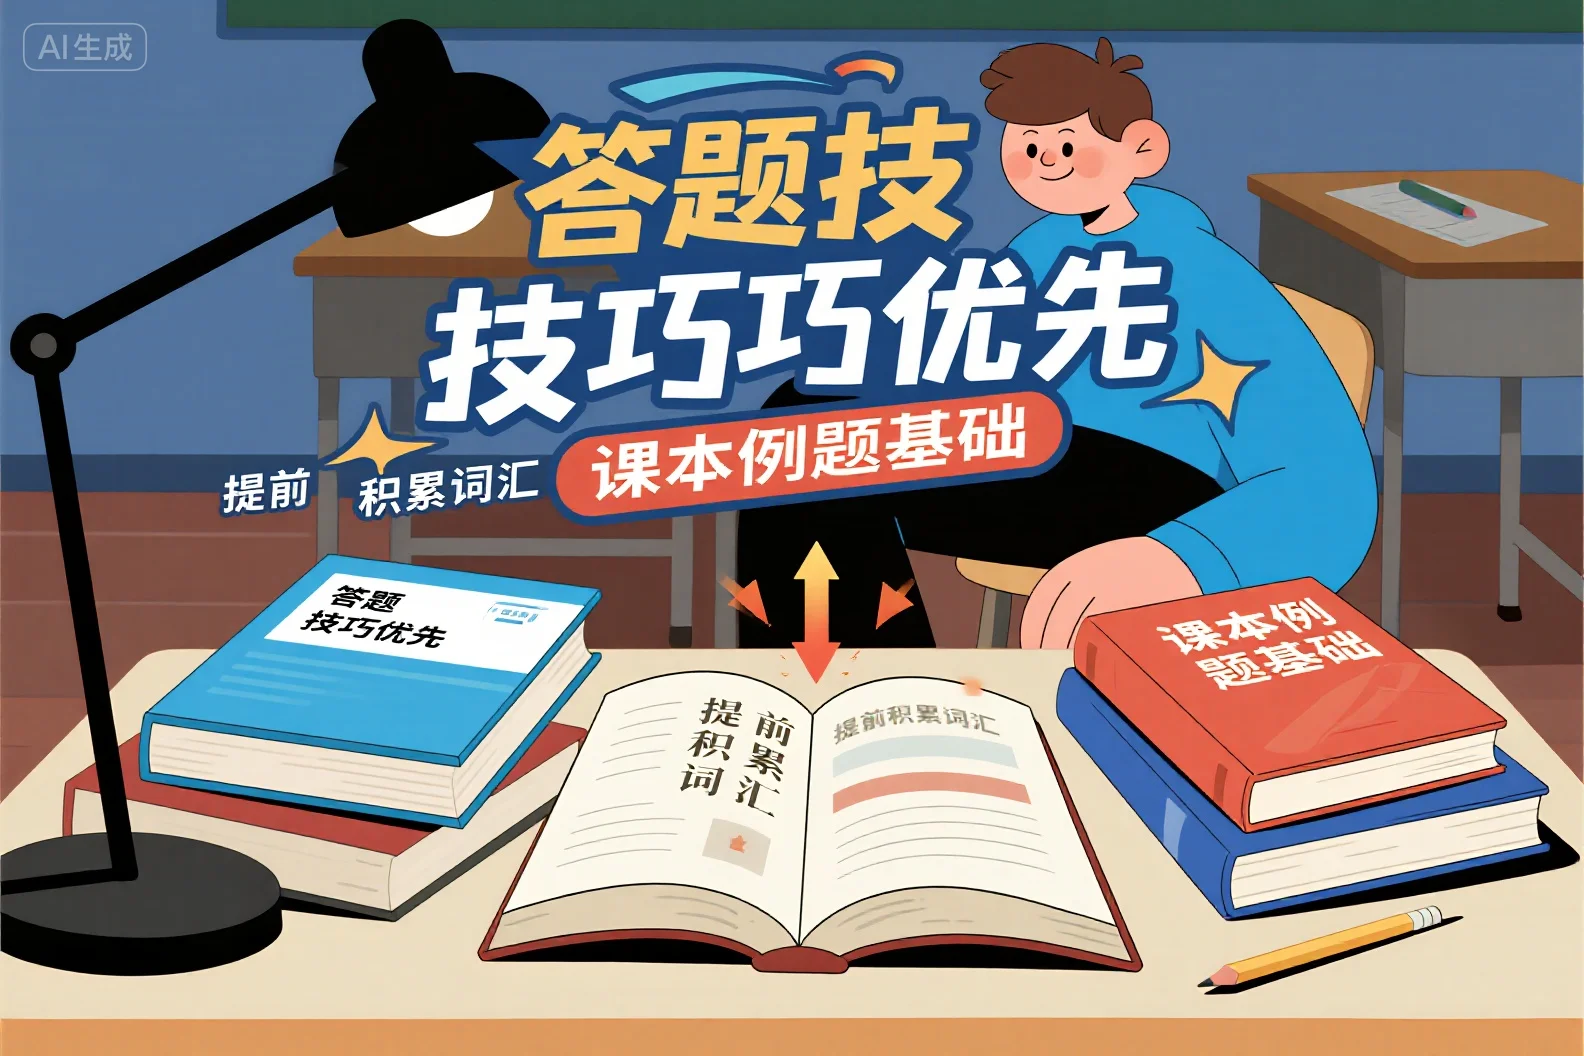 AI生成
答题技
技巧巧优先
提前 积累词汇 课本例题基础
答题
技巧优先
提前
积累
词汇
提前积累词汇
课本例
题基础